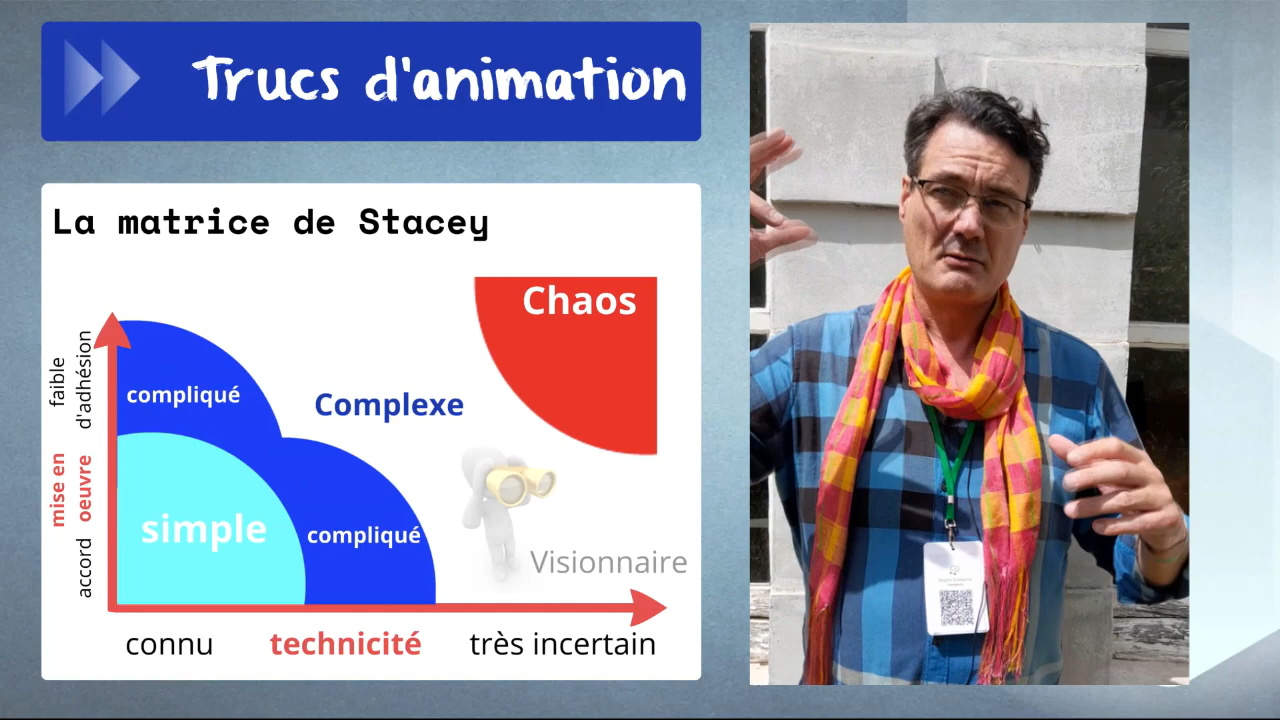 Trucs d'animation
La matrice de Stacey
Chaos
faible
d'adhésion
compliqué
Complexe
mise en
oeuvre
simple
compliqué
accord
Visionnaire
connu
technicité
très incertain